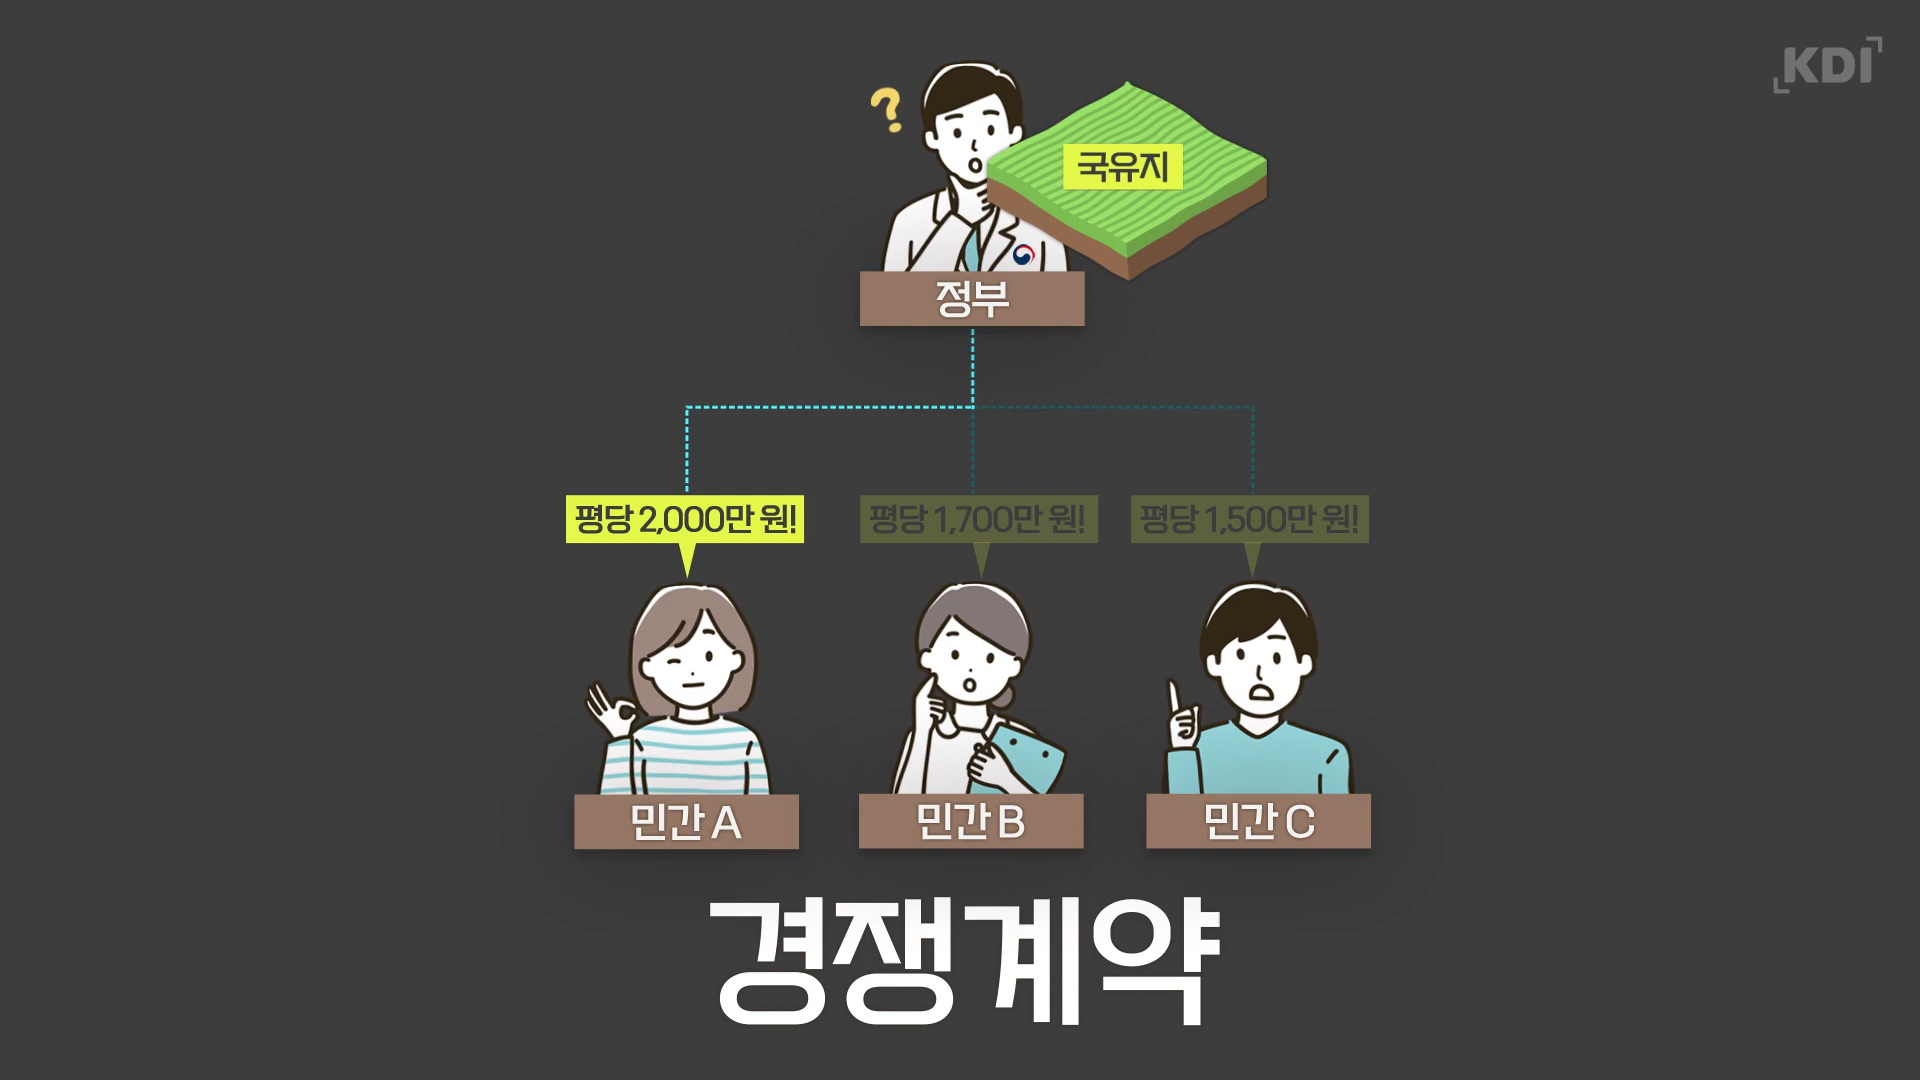 KDI
국유지
정부
평당 2,000만 원!
평당 1,700만 원!
평당 1,500만 원!
민간 A
민간 B
민간 C
경쟁계약